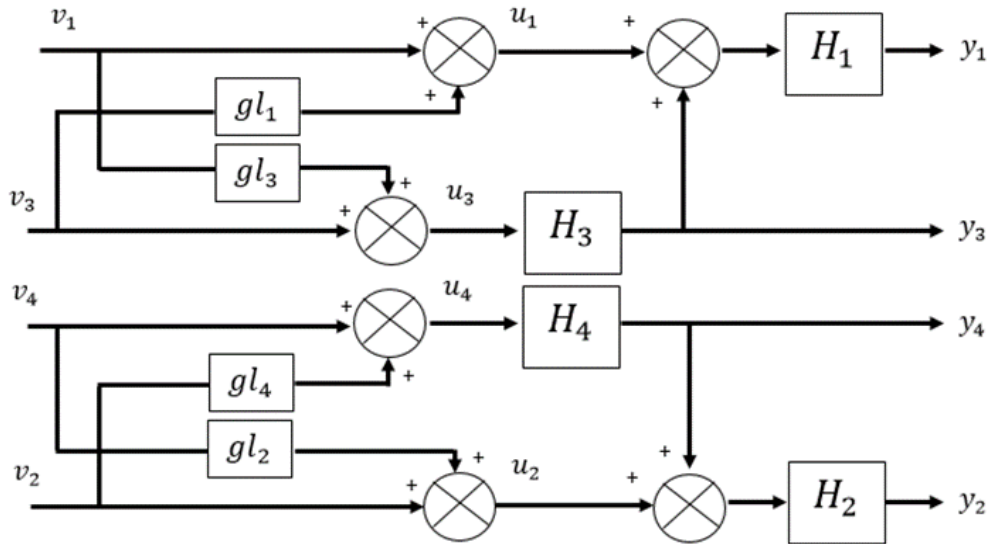 v₁ + u₁ + H₁ y₁
gl₁ + +
gl₃ +
v₃ + u₃ H₃ y₃
v₄ + u₄ H₄ y₄
gl₄ +
gl₂ + +
v₂ + u₂ + H₂ y₂